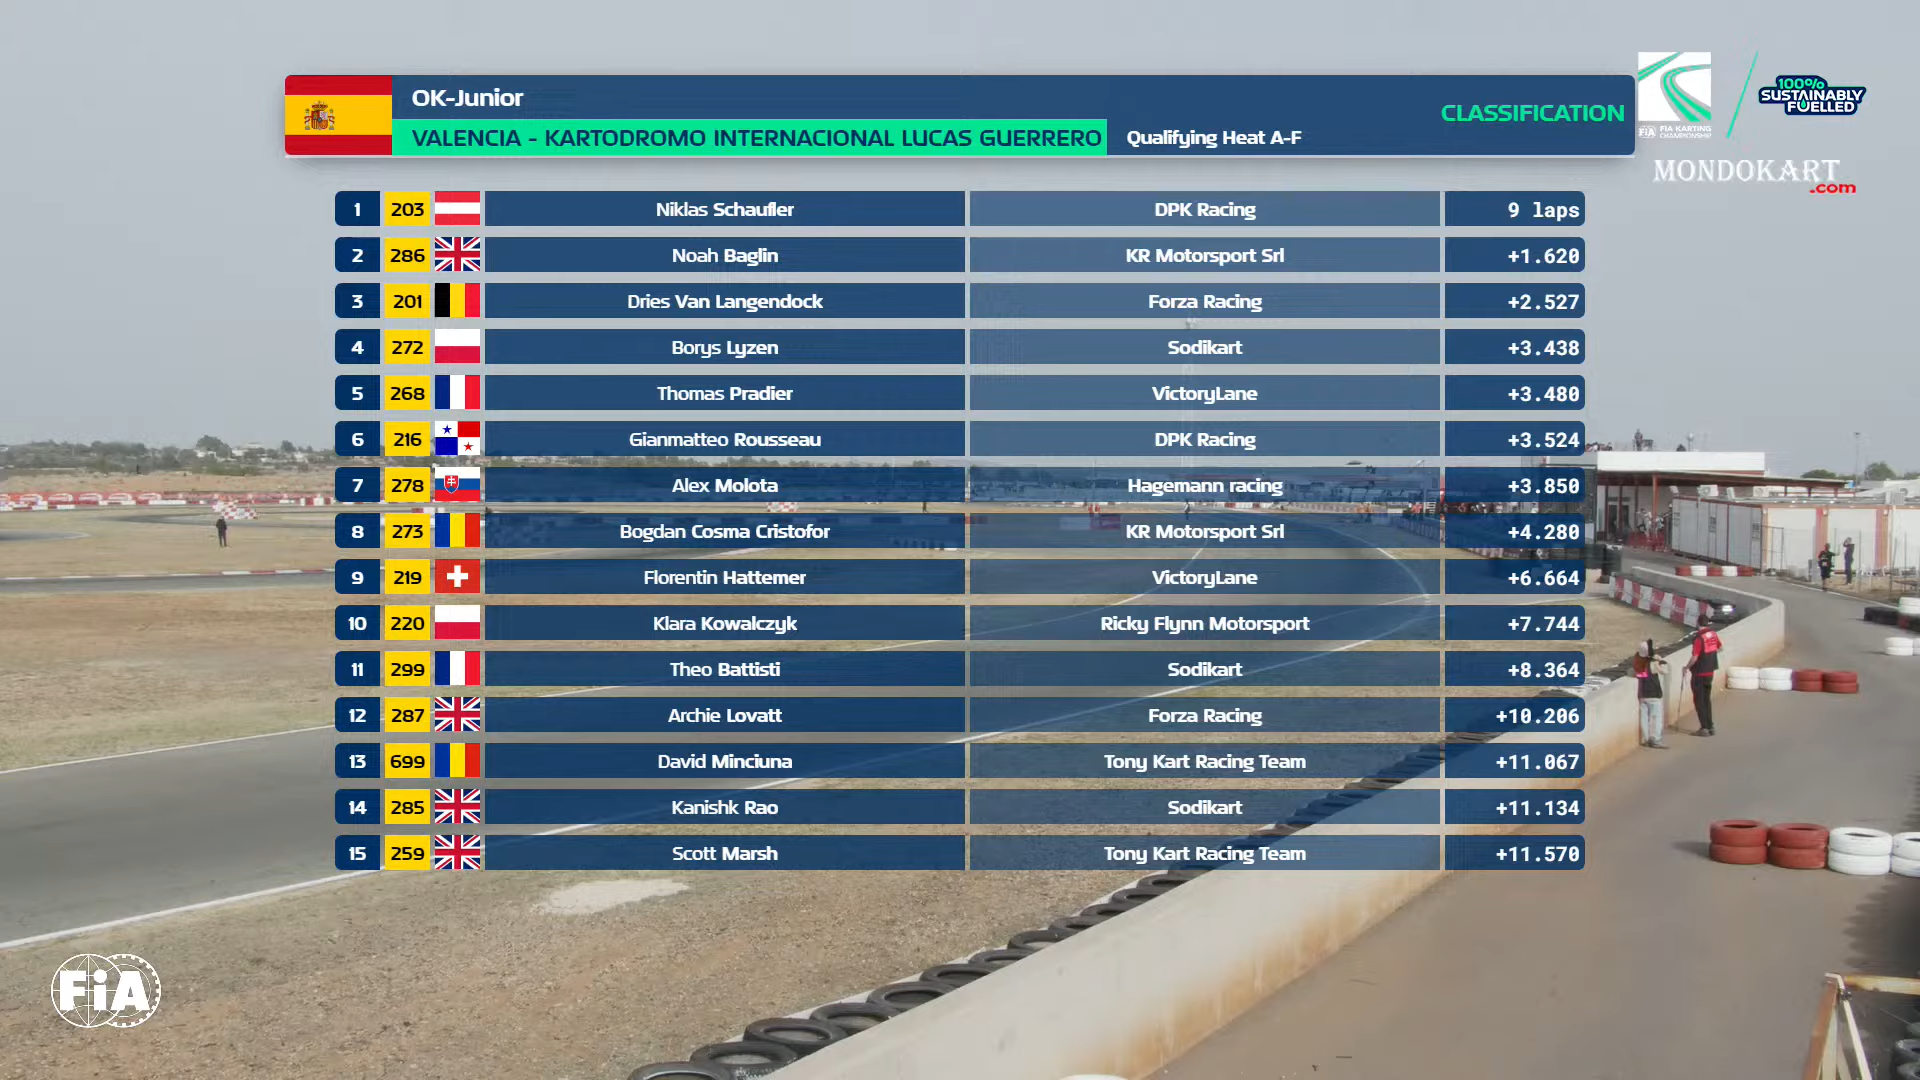 OK-Junior
VALENCIA - KARTODROMO INTERNACIONAL LUCAS GUERRERO
Qualifying Heat A-F
CLASSIFICATION
FIA FIA KARTING CHAMPIONSHIP
100% SUSTAINABLY FUELLED
MONDOKART
.com
1 203 Niklas Schaufler DPK Racing 9 laps
2 286 Noah Baglin KR Motorsport Srl +1.620
3 201 Dries Van Langendock Forza Racing +2.527
4 272 Borys Lyzen Sodikart +3.438
5 268 Thomas Pradier VictoryLane +3.480
6 216 Gianmatteo Rousseau DPK Racing +3.524
7 278 Alex Molota Hagemann racing +3.850
8 273 Bogdan Cosma Cristofor KR Motorsport Srl +4.280
9 219 Florentin Hattemer VictoryLane +6.664
10 220 Klara Kowalczyk Ricky Flynn Motorsport +7.744
11 299 Theo Battisti Sodikart +8.364
12 287 Archie Lovatt Forza Racing +10.206
13 699 David Minciuna Tony Kart Racing Team +11.067
14 285 Kanishk Rao Sodikart +11.134
15 259 Scott Marsh Tony Kart Racing Team +11.570
FiA